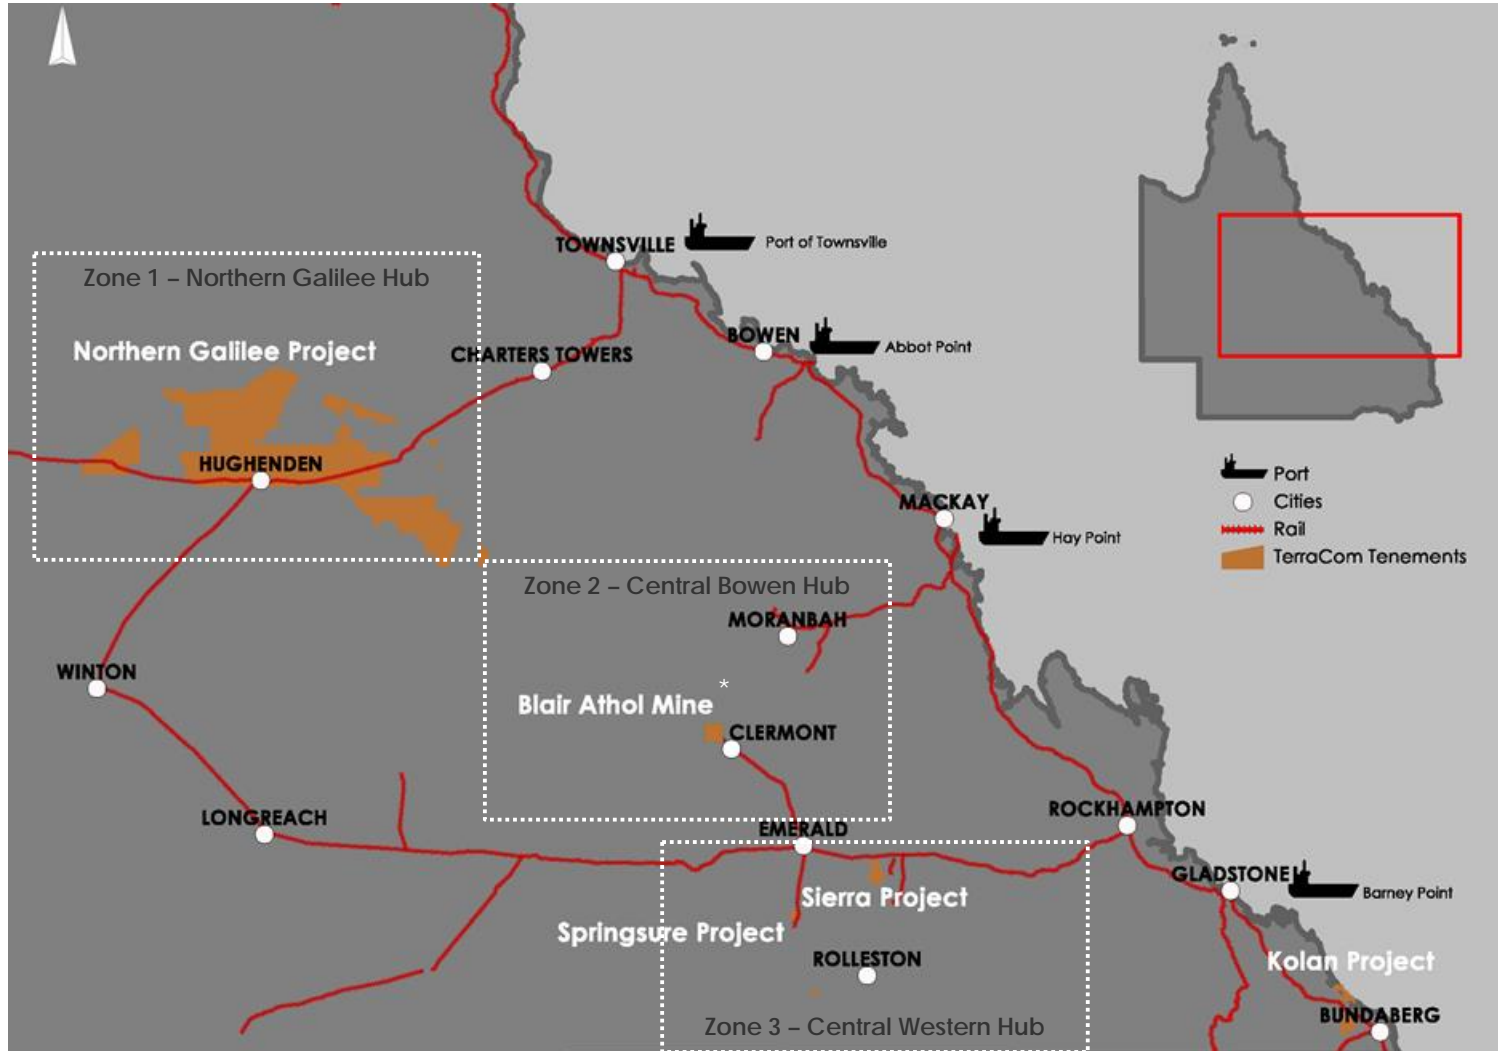 TOWNSVILLE
Port of Townsville
Zone 1 – Northern Galilee Hub
BOWEN
Abbot Point
Northern Galilee Project
CHARTERS TOWERS
HUGHENDEN
Port
MACKAY
Cities
Hay Point
Rail
TerraCom Tenements
Zone 2 – Central Bowen Hub
MORANBAH
WINTON
*
Blair Athol Mine
CLERMONT
LONGREACH
EMERALD
ROCKHAMPTON
GLADSTONE
Barney Point
Sierra Project
Springsure Project
ROLLESTON
Kolan Project
BUNDABERG
Zone 3 – Central Western Hub